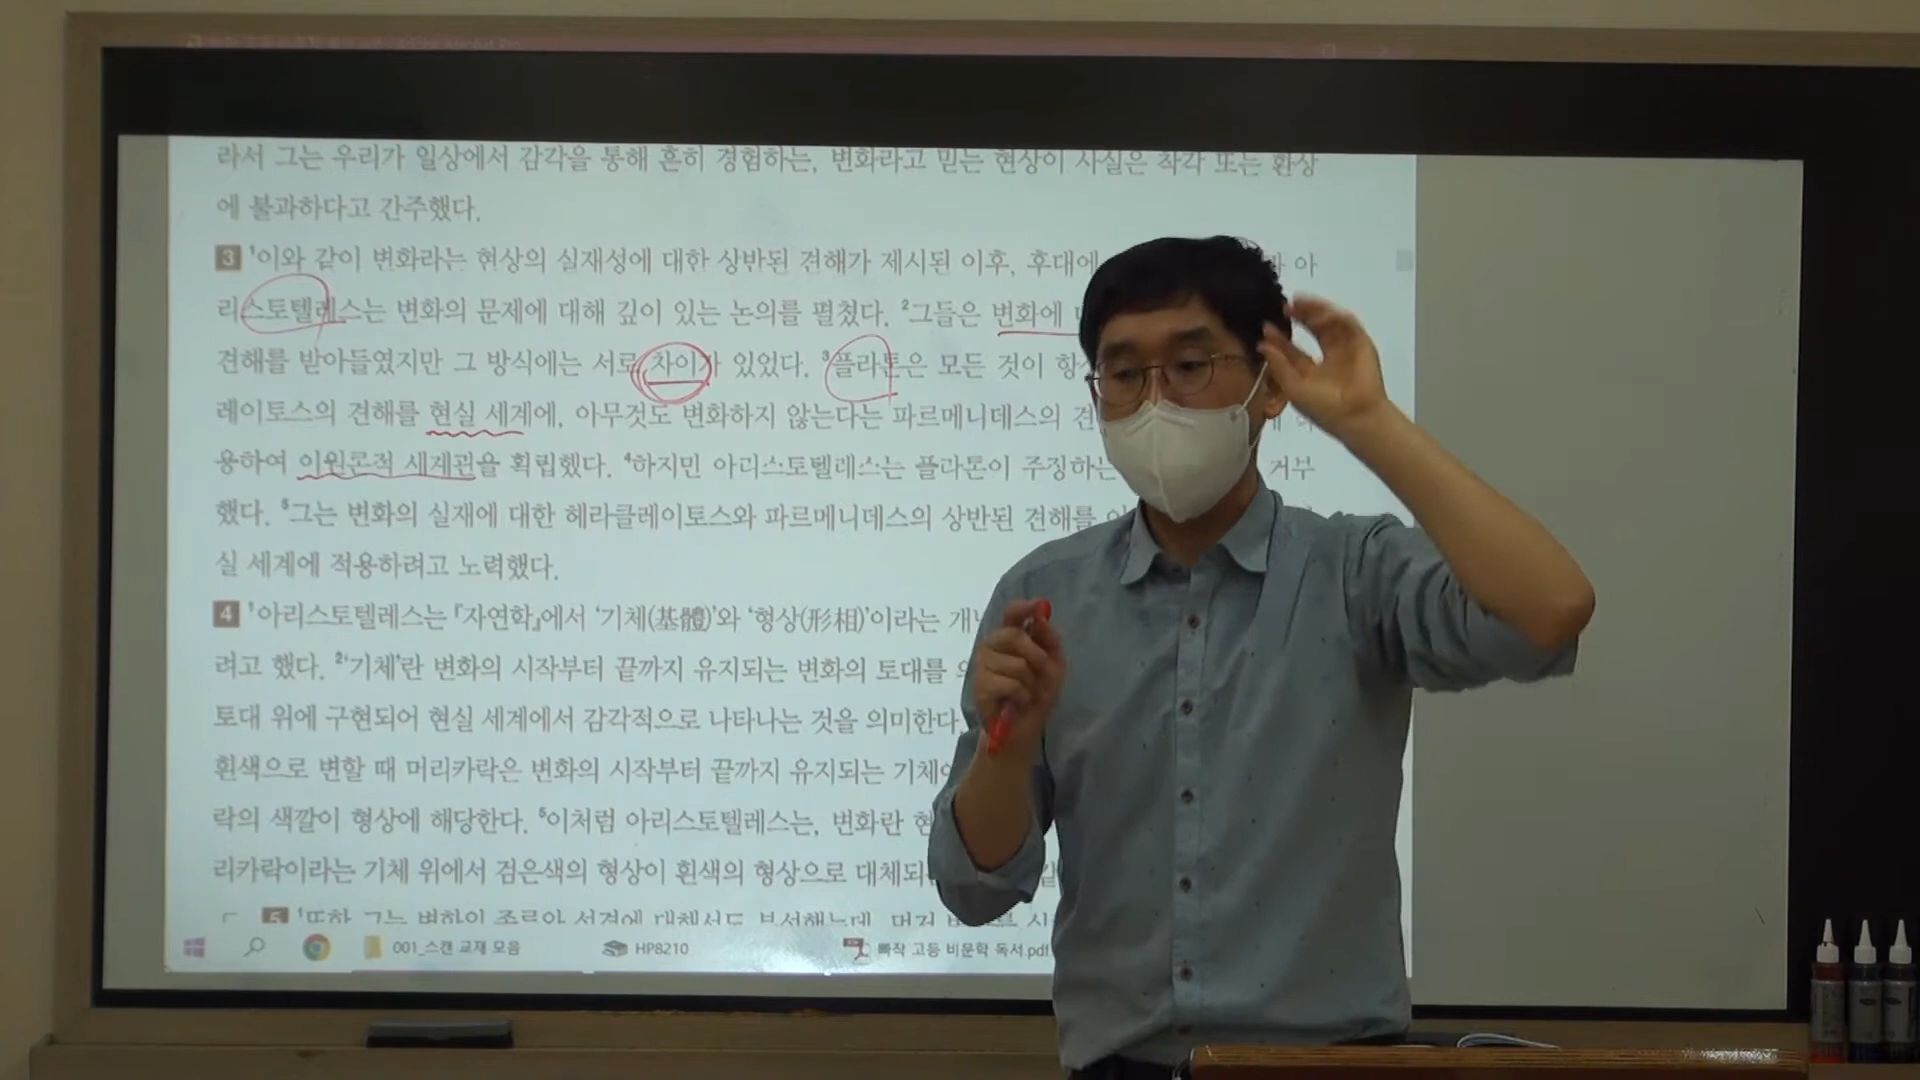 라서 그는 우리가 일상에서 감각을 통해 흔히 경험하는, 변화라고 믿는 현상이 사실은 착각 또는 환상
에 불과하다고 간주했다.
3 ¹이와 같이 변화라는 현상의 실재성에 대한 상반된 견해가 제시된 이후, 후대에 아
리스토텔레스는 변화의 문제에 대해 깊이 있는 논의를 펼쳤다. ²그들은 변화에
견해를 받아들였지만 그 방식에는 서로 차이가 있었다. ³플라톤은 모든 것이
레이토스의 견해를 현실 세계에, 아무것도 변화하지 않는다는 파르메니데스의
용하여 이원론적 세계관을 확립했다. ⁴하지만 아리스토텔레스는 플라톤이 주장하는 거부
했다. ⁵그는 변화의 실재에 대한 헤라클레이토스와 파르메니데스의 상반된 견해를
실 세계에 적용하려고 노력했다.
4 ¹아리스토텔레스는 『자연학』에서 ‘기체(基體)’와 ‘형상(形相)’이라는
려고 했다. ²‘기체’란 변화의 시작부터 끝까지 유지되는 변화의 토대를
토대 위에 구현되어 현실 세계에서 감각적으로 나타나는 것을 의미한다.
흰색으로 변할 때 머리카락은 변화의 시작부터 끝까지 유지되는
락의 색깔이 형상에 해당한다. ⁵이처럼 아리스토텔레스는, 변화란
리카락이라는 기체 위에서 검은색의 형상이 흰색의 형상으로
5 ¹또한 그는
001_스캔 교재 모음 HP8210 빠작 고등 비문학 독서.pdf